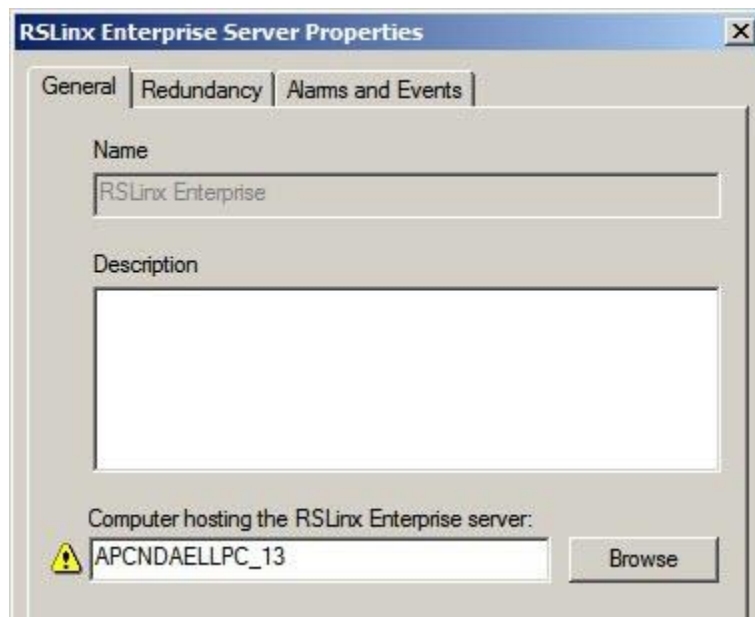 RSLinx Enterprise Server Properties
General Redundancy Alarms and Events
Name
RSLinx Enterprise
Description
Computer hosting the RSLinx Enterprise server:
APCNDAELLPC_13 Browse